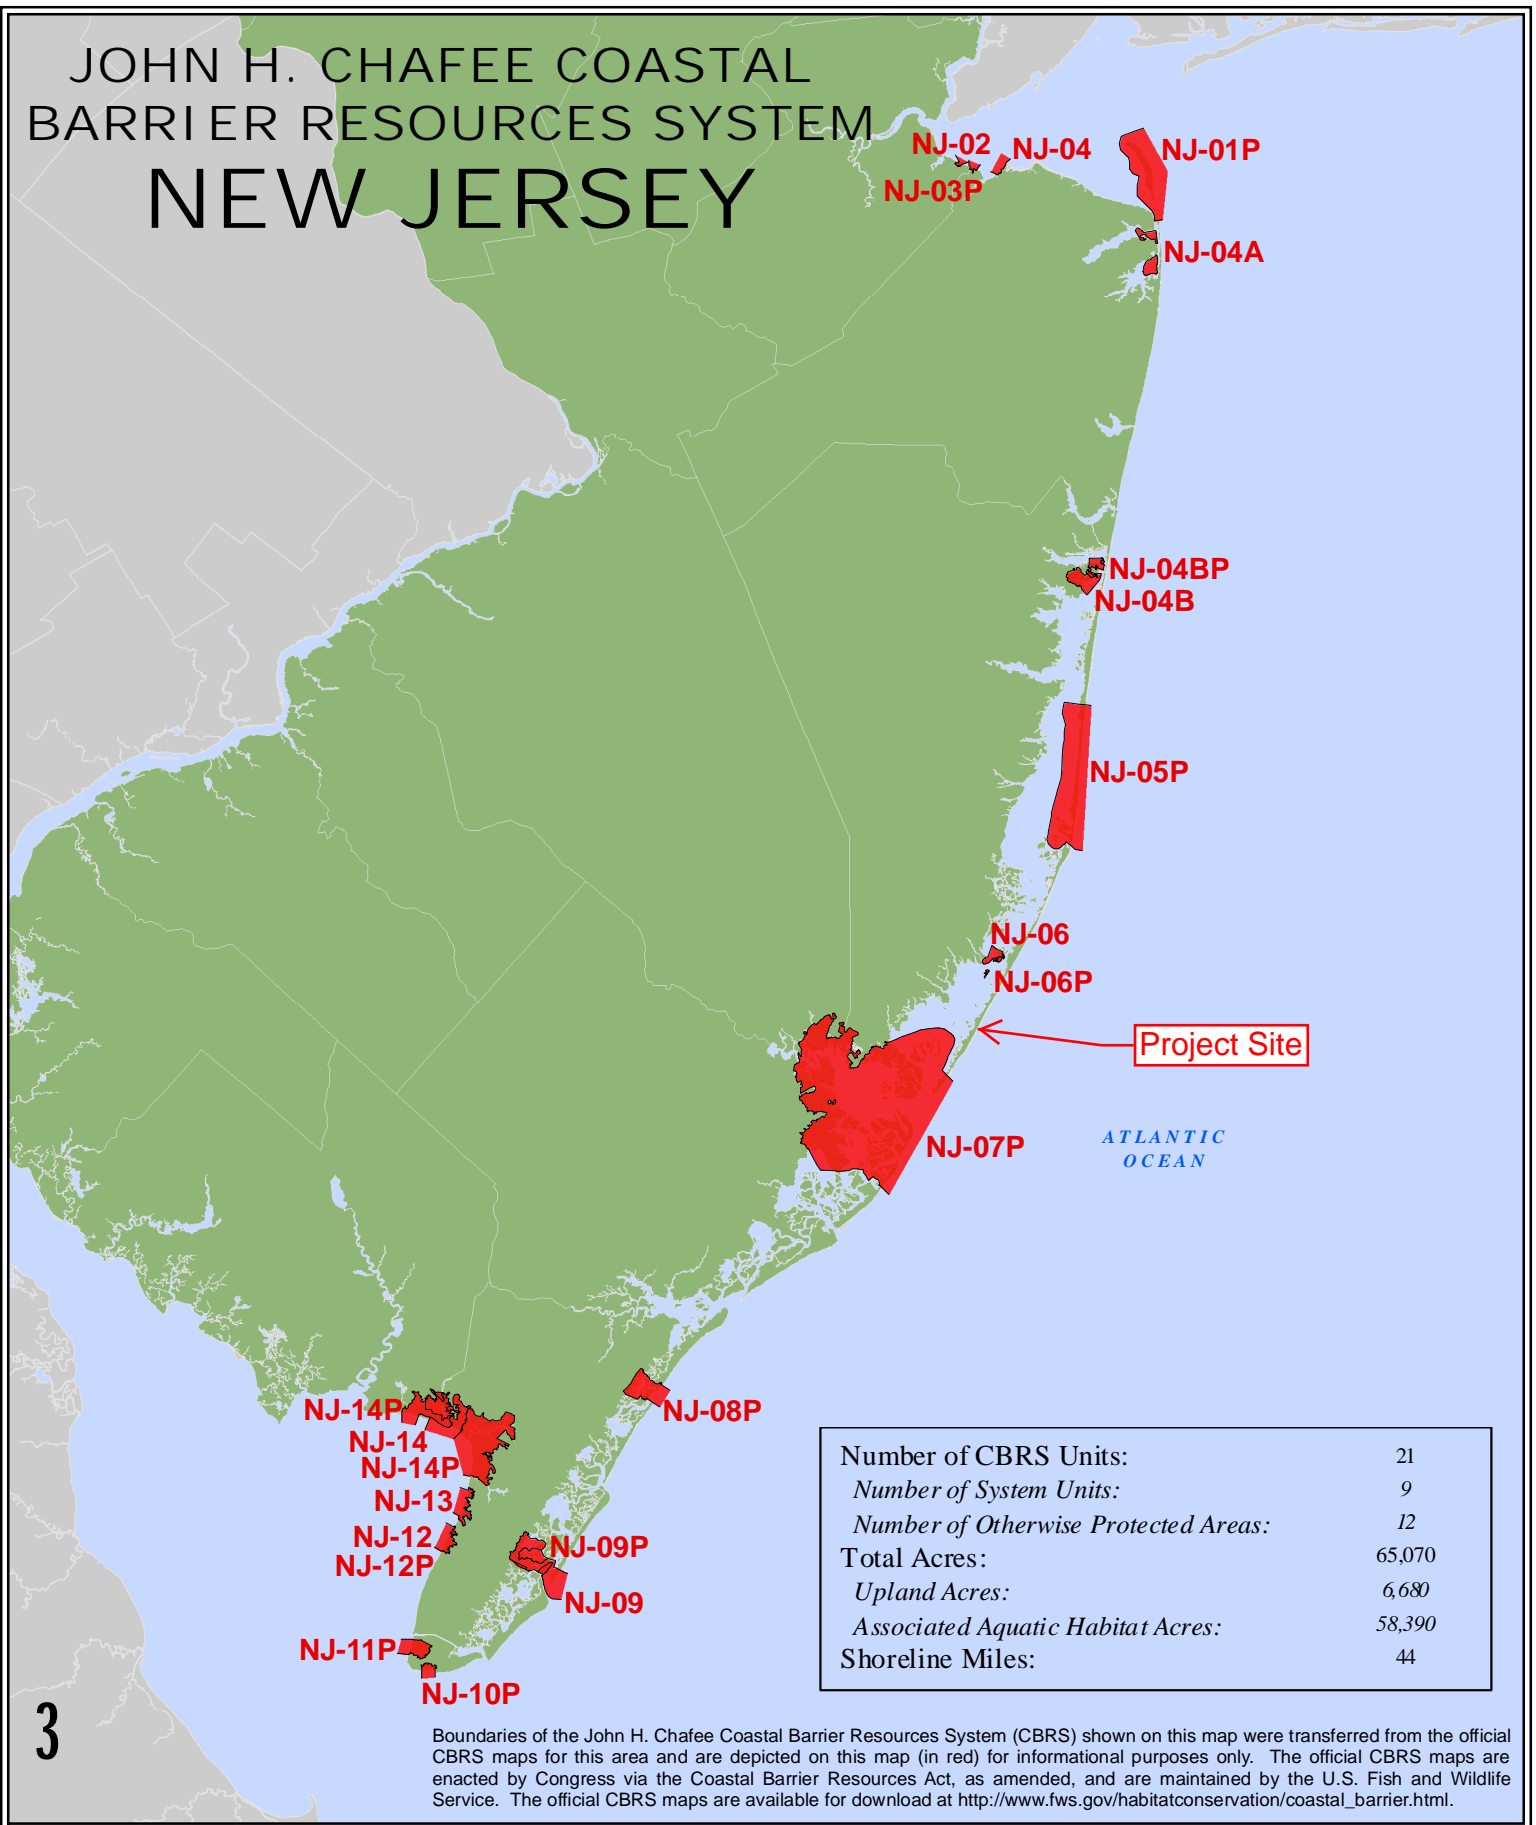 JOHN H. CHAFEE COASTAL
BARRIER RESOURCES SYSTEM
NEW JERSEY
NJ-02
NJ-04
NJ-01P
NJ-03P
NJ-04A
NJ-04BP
NJ-04B
NJ-05P
NJ-06
NJ-06P
Project Site
NJ-07P
ATLANTIC
OCEAN
NJ-08P
NJ-14P
NJ-14
NJ-14P
NJ-13
NJ-12
NJ-12P
NJ-09P
NJ-09
NJ-11P
NJ-10P
Number of CBRS Units: 21
Number of System Units: 9
Number of Otherwise Protected Areas: 12
Total Acres: 65,070
Upland Acres: 6,680
Associated Aquatic Habitat Acres: 58,390
Shoreline Miles: 44
3
Boundaries of the John H. Chafee Coastal Barrier Resources System (CBRS) shown on this map were transferred from the official
CBRS maps for this area and are depicted on this map (in red) for informational purposes only. The official CBRS maps are
enacted by Congress via the Coastal Barrier Resources Act, as amended, and are maintained by the U.S. Fish and Wildlife
Service. The official CBRS maps are available for download at http://www.fws.gov/habitatconservation/coastal_barrier.html.